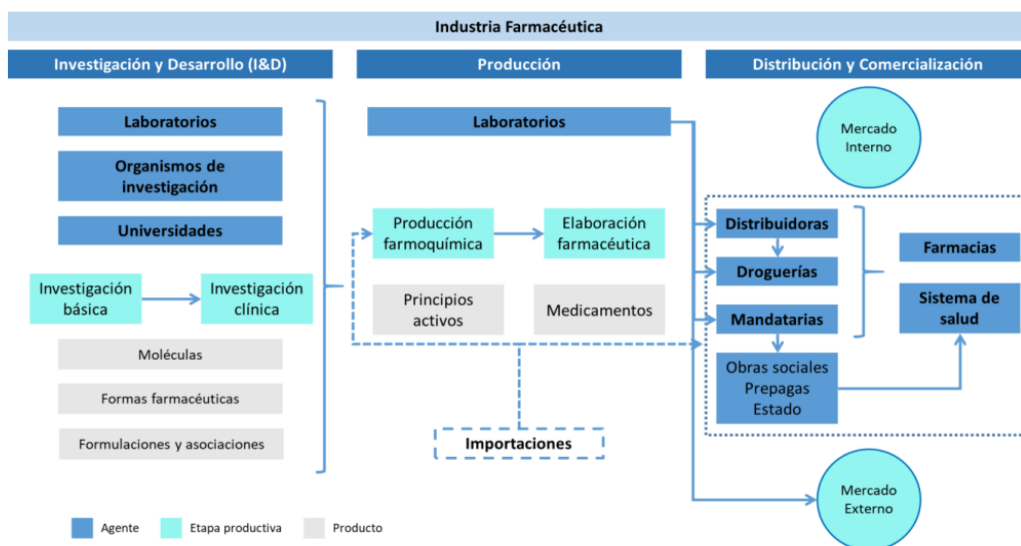 Industria Farmacéutica
Investigación y Desarrollo (I&D)
Producción
Distribución y Comercialización
Laboratorios
Organismos de
investigación
Universidades
Investigación
básica
Investigación
clínica
Moléculas
Formas farmacéuticas
Formulaciones y asociaciones
Laboratorios
Producción
farmoquímica
Elaboración
farmacéutica
Principios
activos
Medicamentos
Importaciones
Mercado
Interno
Distribuidoras
Droguerías
Mandatarias
Obras sociales
Prepagas
Estado
Farmacias
Sistema de
salud
Mercado
Externo
Agente
Etapa productiva
Producto